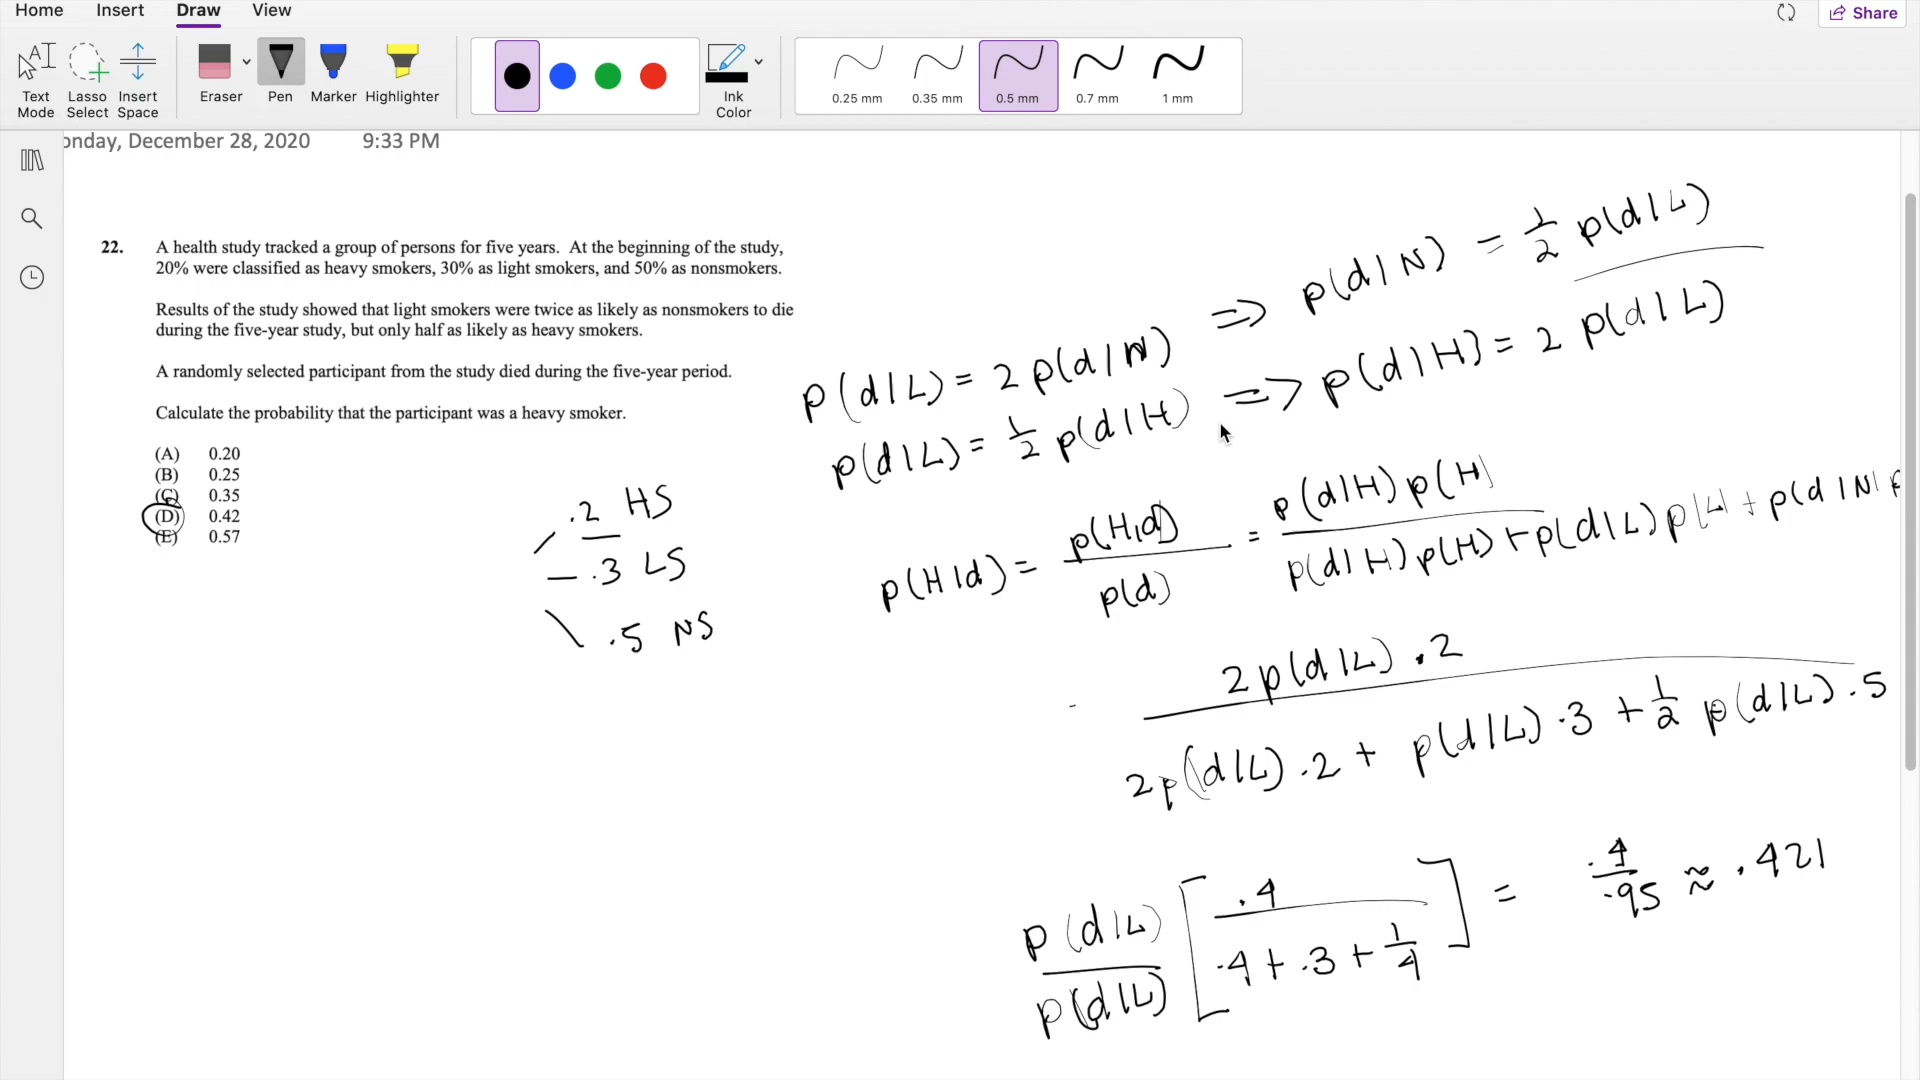 Home Insert Draw View
Share
Text Mode
Lasso Select
Insert Space
Eraser
Pen
Marker
Highlighter
Ink Color
0.25 mm
0.35 mm
0.5 mm
0.7 mm
1 mm
onday, December 28, 2020 9:33 PM
22. A health study tracked a group of persons for five years. At the beginning of the study,
20% were classified as heavy smokers, 30% as light smokers, and 50% as nonsmokers.
Results of the study showed that light smokers were twice as likely as nonsmokers to die
during the five-year study, but only half as likely as heavy smokers.
A randomly selected participant from the study died during the five-year period.
Calculate the probability that the participant was a heavy smoker.
(A) 0.20
(B) 0.25
(C) 0.35
(D) 0.42
(E) 0.57
.2 HS
.3 LS
.5 NS
p(d|L) = 2 p(d|N) => p(d|N) = 1/2 p(d|L)
p(d|L) = 1/2 p(d|H) => p(d|H) = 2 p(d|L)
p(H|d) = p(H,d) / p(d) = p(d|H) p(H) / p(d|H) p(H) + p(d|L) p(L) + p(d|N) p
2p(d|L) .2
2p(d|L) .2 + p(d|L) .3 + 1/2 p(d|L) .5
p(d|L) / p(d|L) [ .4 / .4 + .3 + 1/4 ] = .4 / .95 ≈ .421